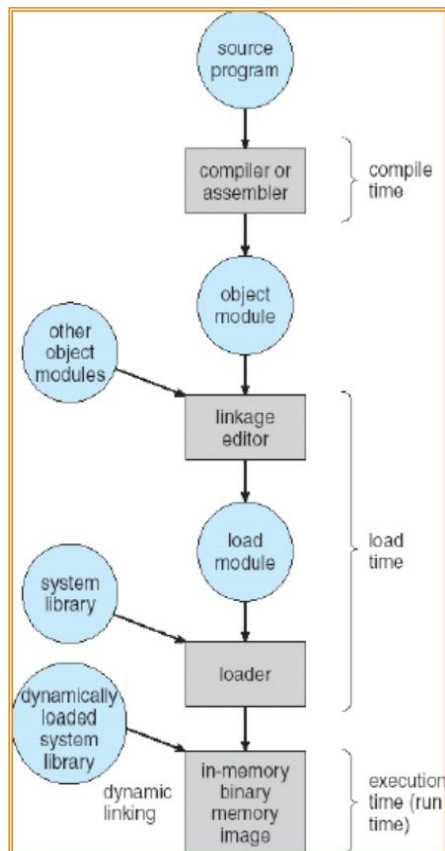 source
program
compiler or
assembler
compile
time
object
module
other
object
modules
linkage
editor
load
module
load
time
system
library
loader
dynamically
loaded
system
library
dynamic
linking
in-memory
binary
memory
image
execution
time (run
time)